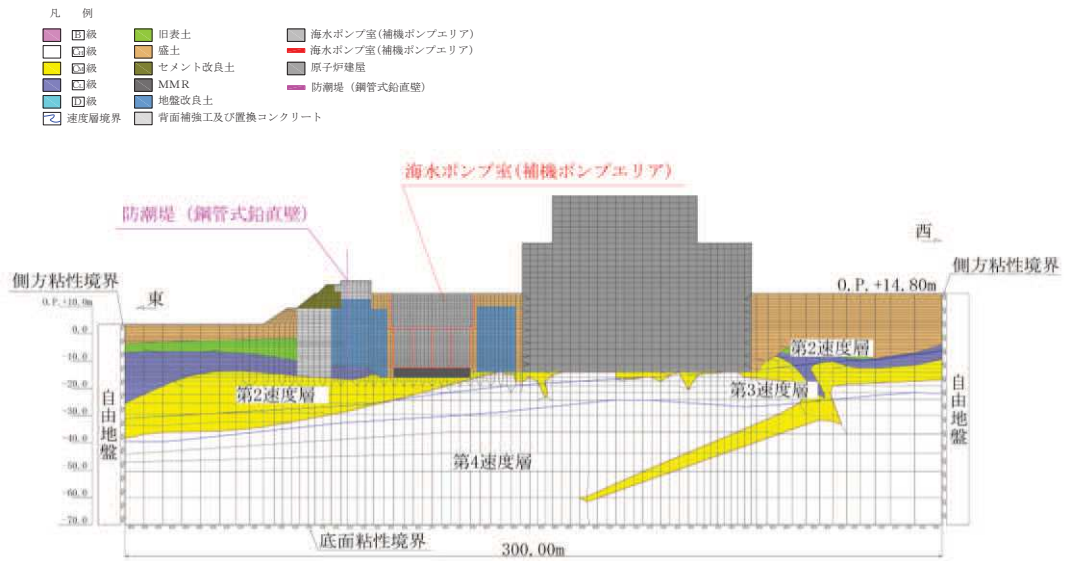 凡 例
B級
CH級
CM級
CL級
D級
速度層境界
旧表土
盛土
セメント改良土
MMR
地盤改良土
背面補強工及び置換コンクリート
海水ポンプ室(補機ポンプエリア)
海水ポンプ室(補機ポンプエリア)
原子炉建屋
防潮堤（鋼管式鉛直壁）
海水ポンプ室(補機ポンプエリア)
防潮堤（鋼管式鉛直壁）
西
側方粘性境界
側方粘性境界
O.P.+10.0m
東
O.P.+14.80m
0.0
-10.0
-20.0
-30.0
-40.0
-50.0
-60.0
-70.0
第2速度層
第2速度層
第3速度層
第4速度層
自由地盤
自由地盤
底面粘性境界
300.00m